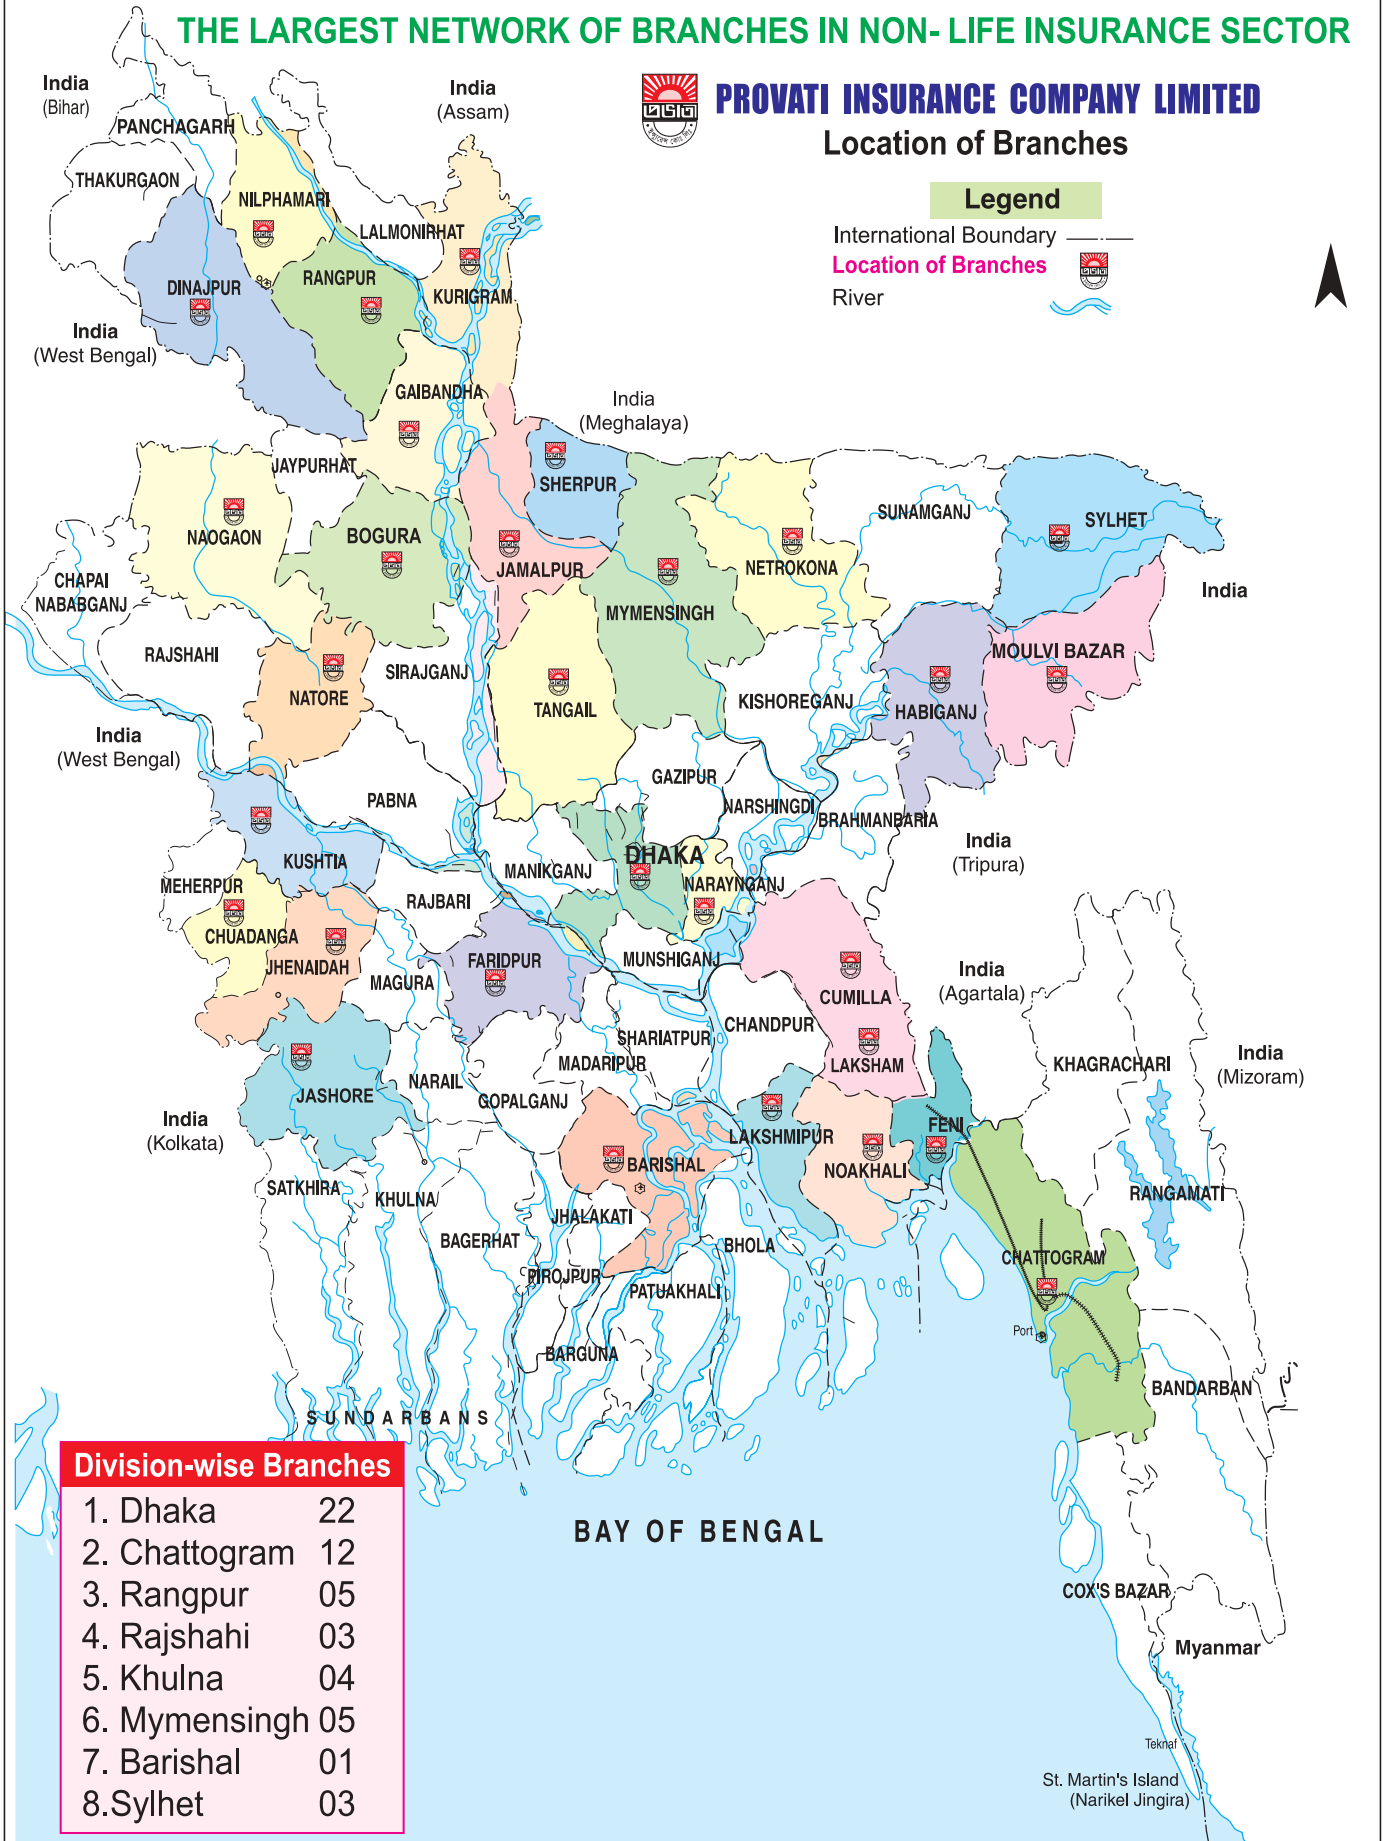 THE LARGEST NETWORK OF BRANCHES IN NON- LIFE INSURANCE SECTOR
PROVATI INSURANCE COMPANY LIMITED
Location of Branches
Legend
International Boundary
Location of Branches
River
India
(Bihar)
India
(Assam)
PANCHAGARH
THAKURGAON
NILPHAMARI
LALMONIRHAT
DINAJPUR
RANGPUR
KURIGRAM
India
(West Bengal)
GAIBANDHA
India
(Meghalaya)
JAYPURHAT
SHERPUR
SUNAMGANJ
SYLHET
NAOGAON
BOGURA
JAMALPUR
NETROKONA
CHAPAI
NABABGANJ
MYMENSINGH
India
RAJSHAHI
SIRAJGANJ
MOULVI BAZAR
NATORE
TANGAIL
KISHOREGANJ
HABIGANJ
India
(West Bengal)
GAZIPUR
PABNA
NARSHINGDI
BRAHMANBARIA
KUSHTIA
MANIKGANJ
DHAKA
India
(Tripura)
MEHERPUR
RAJBARI
NARAYNGANJ
CHUADANGA
JHENAIDAH
MAGURA
FARIDPUR
MUNSHIGANJ
CUMILLA
India
(Agartala)
SHARIATPUR
CHANDPUR
LAKSHAM
MADARIPUR
KHAGRACHARI
India
(Mizoram)
JASHORE
NARAIL
GOPALGANJ
India
(Kolkata)
LAKSHMIPUR
FENI
BARISHAL
NOAKHALI
SATKHIRA
KHULNA
RANGAMATI
JHALAKATI
BAGERHAT
BHOLA
CHATTOGRAM
PIROJPUR
PATUAKHALI
Port
BARGUNA
BANDARBAN
SUNDARBANS
BAY OF BENGAL
COX'S BAZAR
Myanmar
Teknaf
St. Martin's Island
(Narikel Jingira)
Division-wise Branches
1. Dhaka 22
2. Chattogram 12
3. Rangpur 05
4. Rajshahi 03
5. Khulna 04
6. Mymensingh 05
7. Barishal 01
8.Sylhet 03